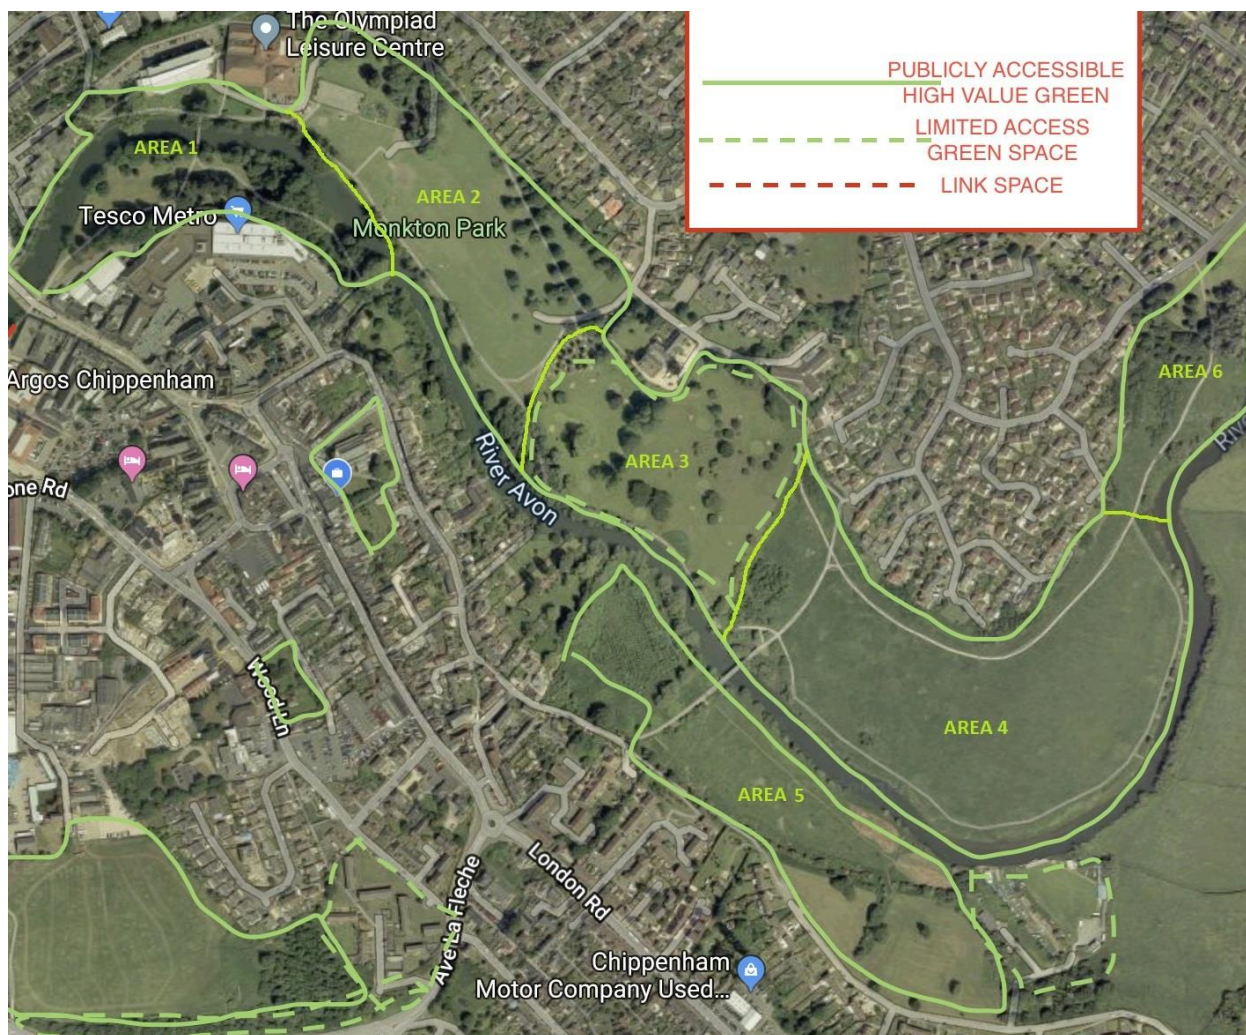 The Olympiad
Leisure Centre
PUBLICLY ACCESSIBLE
HIGH VALUE GREEN
LIMITED ACCESS
GREEN SPACE
LINK SPACE
AREA 1
AREA 2
Tesco Metro
Monkton Park
Argos Chippenham
AREA 6
River Avon
AREA 3
one Rd
Wood Ln
AREA 4
AREA 5
London Rd
Ave La Fleche
Chippenham
Motor Company Used...